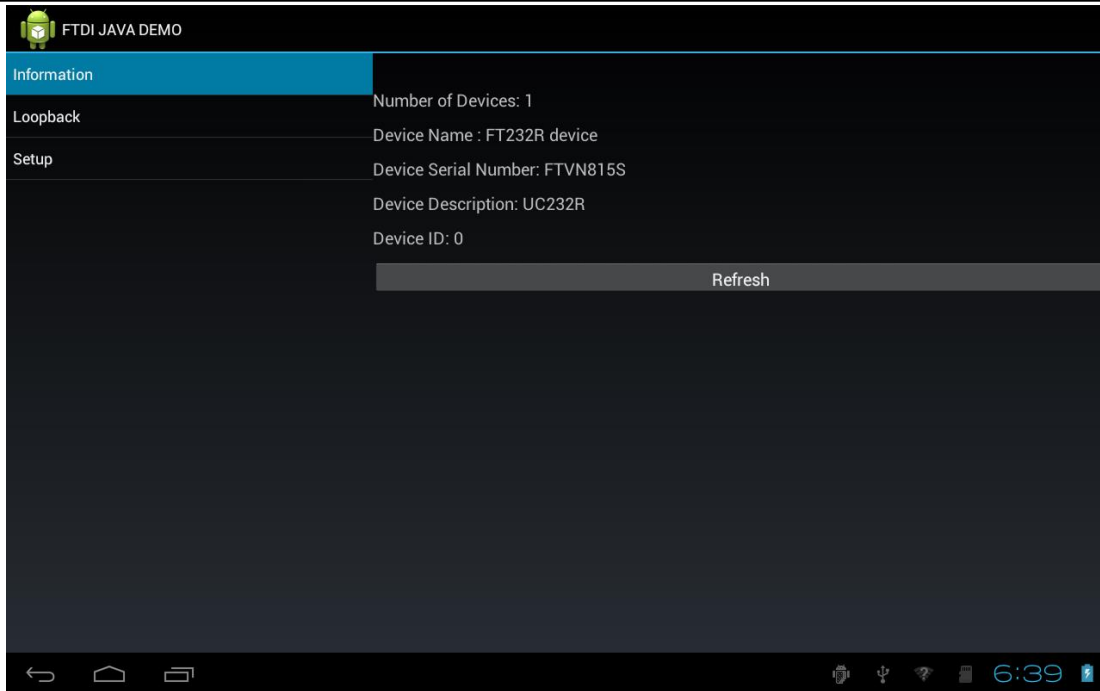 FTDI JAVA DEMO
Information
Loopback
Setup
Number of Devices: 1
Device Name : FT232R device
Device Serial Number: FTVN815S
Device Description: UC232R
Device ID: 0
Refresh
6:39